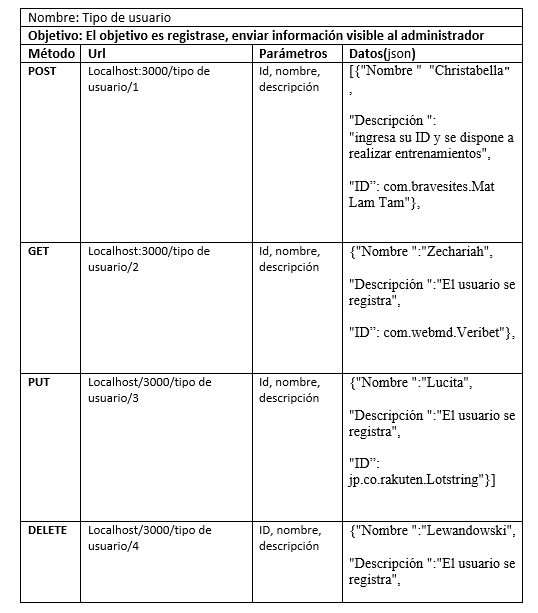 Nombre: Tipo de usuario
Objetivo: El objetivo es registrase, enviar información visible al administrador
Método Url Parámetros Datos(json)
POST
Localhost:3000/tipo de
usuario/1
Id, nombre,
descripción
[{"Nombre " "Christabella"
,
"Descripción ":
"ingresa su ID y se dispone a
realizar entrenamientos",
"ID”: com.bravesites.Mat
Lam Tam"},
GET
Localhost:3000/tipo de
usuario/2
Id, nombre,
descripción
{"Nombre ":"Zechariah",
"Descripción ":"El usuario se
registra",
"ID”: com.webmd.Veribet"},
PUT
Localhost/3000/tipo de
usuario/3
Id, nombre,
descripción
{"Nombre ":"Lucita",
"Descripción ":"El usuario se
registra",
"ID”:
jp.co.rakuten.Lotstring"}]
DELETE
Localhost/3000/tipo de
usuario/4
ID, nombre,
descripción
{"Nombre ":"Lewandowski",
"Descripción ":"El usuario se
registra",